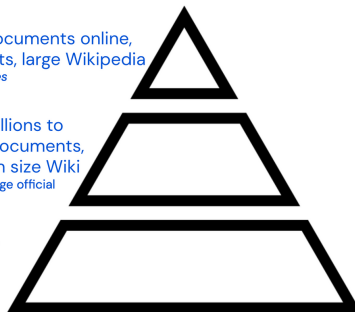 ocuments online,
ts, large Wikipedia
es
llions to
ocuments,
n size Wiki
ge official